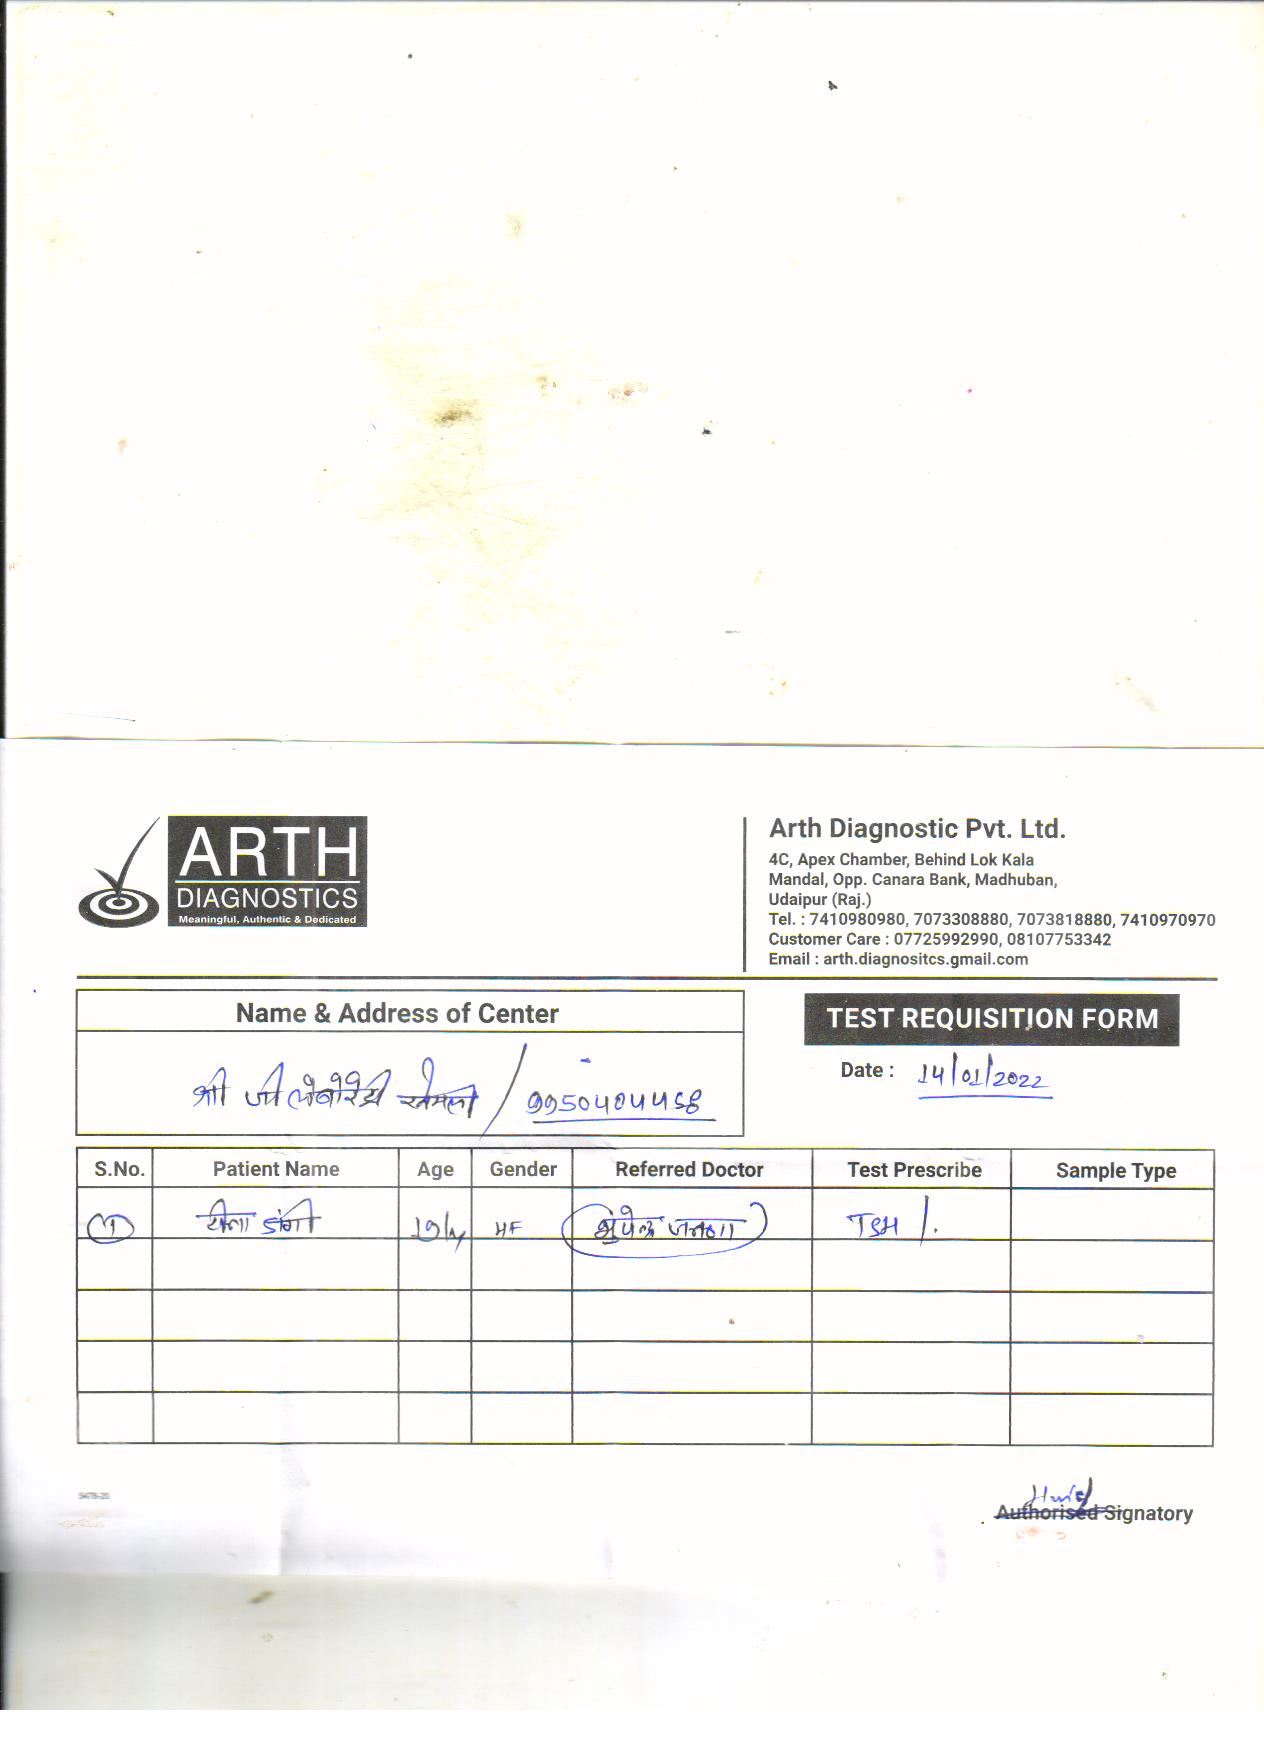 ARTH
DIAGNOSTICS
Meaningful, Authentic & Dedicated
Arth Diagnostic Pvt. Ltd.
4C, Apex Chamber, Behind Lok Kala
Mandal, Opp. Canara Bank, Madhuban,
Udaipur (Raj.)
Tel. : 7410980980, 7073308880, 7073818880, 7410970970
Customer Care : 07725992990, 08107753342
Email : arth.diagnositcs.gmail.com
Name & Address of Center
TEST REQUISITION FORM
Date : 14/01/2022
श्री जी लेबोरेट्री
S.No. Patient Name Age Gender Referred Doctor Test Prescribe Sample Type
1 डांगी TSH
Authorised Signatory